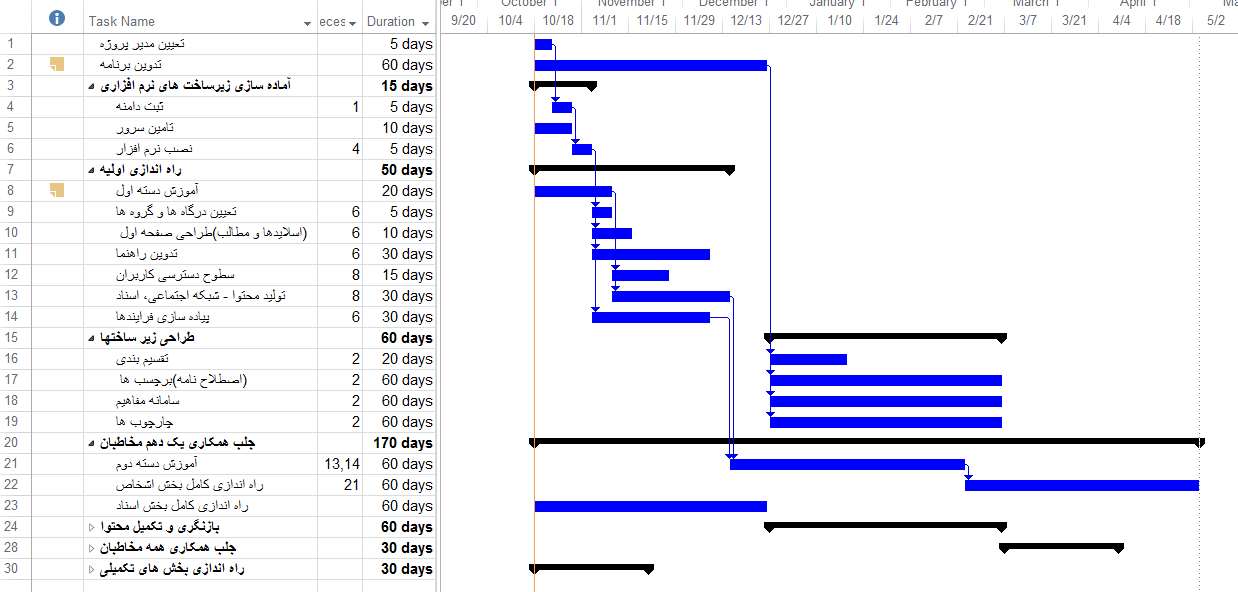 er 1 October 1 November 1 December 1 January 1 February 1 March 1 April 1 Ma
Task Name eces Duration 9/20 10/4 10/18 11/1 11/15 11/29 12/13 12/27 1/10 1/24 2/7 2/21 3/7 3/21 4/4 4/18 5/2
1 تعیین مدیر پروژه 5 days
2 تدوین برنامه 60 days
3 آماده سازی زیرساخت های نرم افزاری 15 days
4 ثبت دامنه 1 5 days
5 تامین سرور 10 days
6 نصب نرم افزار 4 5 days
7 راه اندازی اولیه 50 days
8 آموزش دسته اول 20 days
9 تعیین درگاه ها و گروه ها 6 5 days
10 طراحی صفحه اول(اسلایدها و مطالب) 6 10 days
11 تدوین راهنما 6 30 days
12 سطوح دسترسی کاربران 8 15 days
13 تولید محتوا - شبکه اجتماعی، اسناد 8 30 days
14 پیاده سازی فرایندها 6 30 days
15 طراحی زیر ساختها 60 days
16 تقسیم بندی 2 20 days
17 برچسب ها(اصطلاح نامه) 2 60 days
18 سامانه مفاهیم 2 60 days
19 چارچوب ها 2 60 days
20 جلب همکاری یک دهم مخاطبان 170 days
21 آموزش دسته دوم 13,14 60 days
22 راه اندازی کامل بخش اشخاص 21 60 days
23 راه اندازی کامل بخش اسناد 60 days
24 بازنگری و تکمیل محتوا 60 days
28 جلب همکاری همه مخاطبان 30 days
30 راه اندازی بخش های تکمیلی 30 days